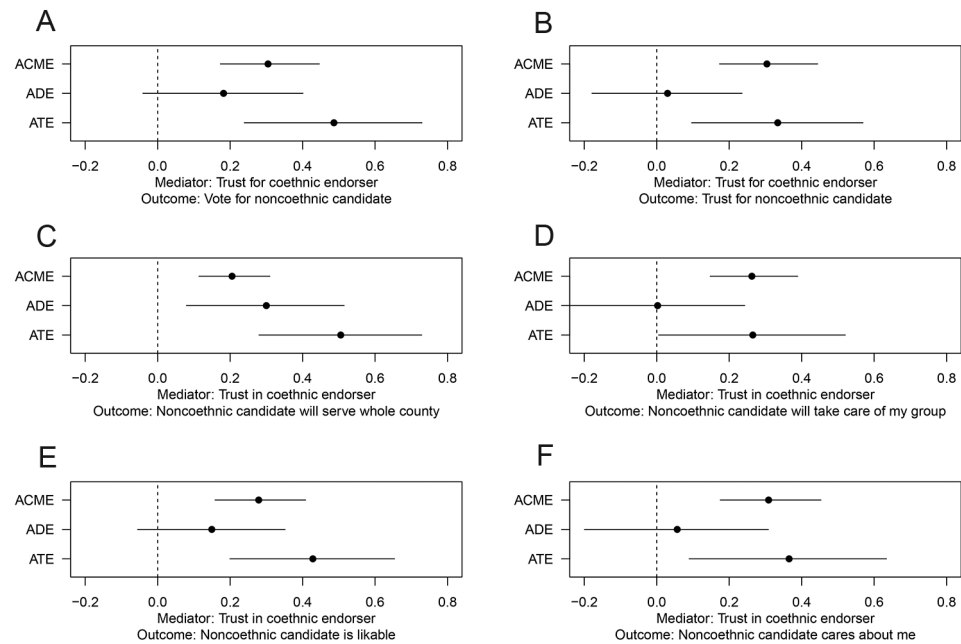 A
ACME
ADE
ATE
−0.2 0.0 0.2 0.4 0.6 0.8
Mediator: Trust for coethnic endorser
Outcome: Vote for noncoethnic candidate
B
ACME
ADE
ATE
−0.2 0.0 0.2 0.4 0.6 0.8
Mediator: Trust for coethnic endorser
Outcome: Trust for noncoethnic candidate
C
ACME
ADE
ATE
−0.2 0.0 0.2 0.4 0.6 0.8
Mediator: Trust in coethnic endorser
Outcome: Noncoethnic candidate will serve whole county
D
ACME
ADE
ATE
−0.2 0.0 0.2 0.4 0.6 0.8
Mediator: Trust in coethnic endorser
Outcome: Noncoethnic candidate will take care of my group
E
ACME
ADE
ATE
−0.2 0.0 0.2 0.4 0.6 0.8
Mediator: Trust in coethnic endorser
Outcome: Noncoethnic candidate is likable
F
ACME
ADE
ATE
−0.2 0.0 0.2 0.4 0.6 0.8
Mediator: Trust in coethnic endorser
Outcome: Noncoethnic candidate cares about me